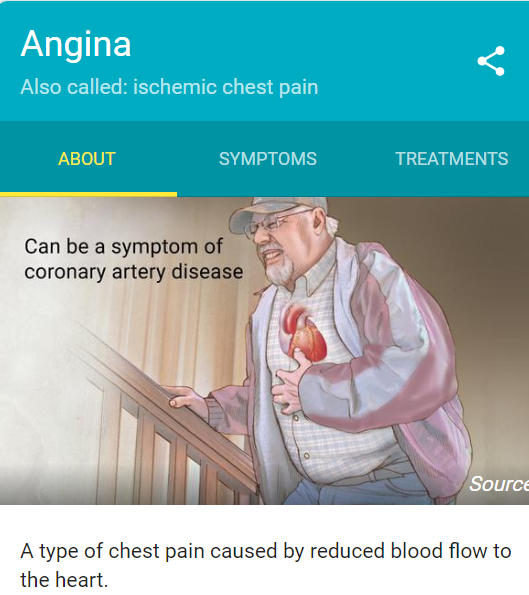 Angina
Also called: ischemic chest pain
ABOUT
SYMPTOMS
TREATMENTS
Can be a symptom of
coronary artery disease
Source
A type of chest pain caused by reduced blood flow to
the heart.